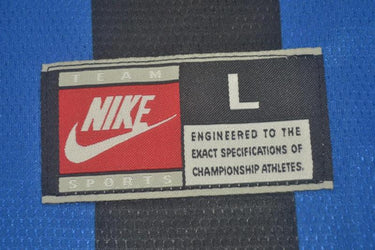 TEAM
NIKE
SPORTS
L
ENGINEERED TO THE
EXACT SPECIFICATIONS OF
CHAMPIONSHIP ATHLETES.